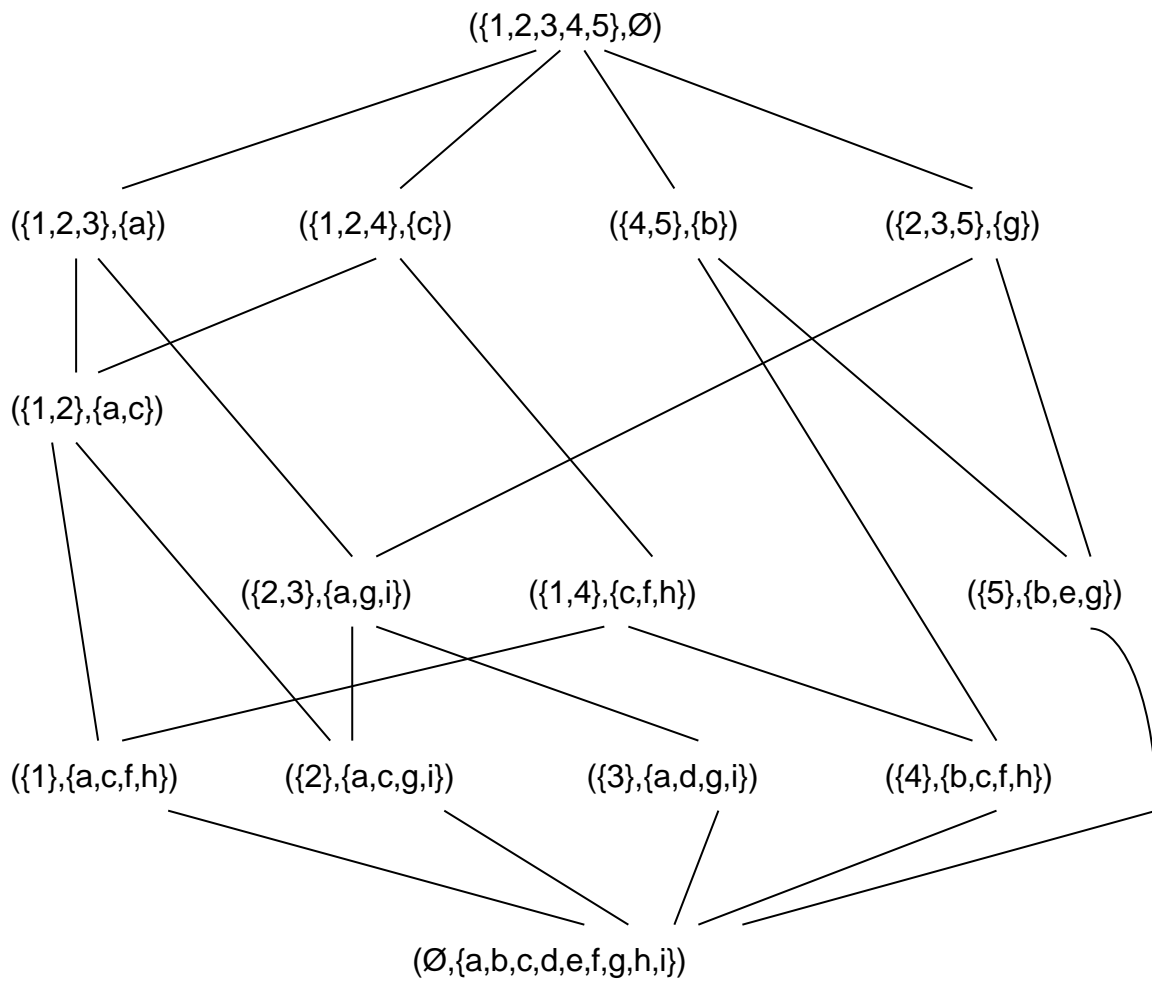 ({1,2,3,4,5},Ø)
({1,2,3},{a}) ({1,2,4},{c}) ({4,5},{b}) ({2,3,5},{g})
({1,2},{a,c})
({2,3},{a,g,i}) ({1,4},{c,f,h}) ({5},{b,e,g})
({1},{a,c,f,h}) ({2},{a,c,g,i}) ({3},{a,d,g,i}) ({4},{b,c,f,h})
(Ø,{a,b,c,d,e,f,g,h,i})